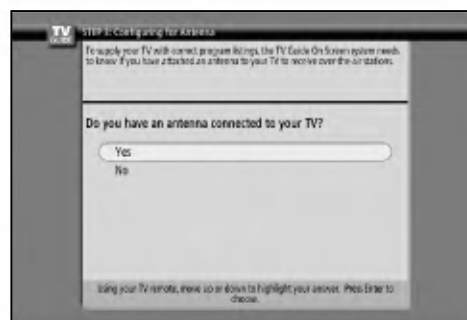 TV
GUIDE
STEP 3: Configuring for Antenna
To supply your TV with correct program listings, the TV Guide On Screen system needs
to know if you have attached an antenna to your TV to receive over-the-air stations.
Do you have an antenna connected to your TV?
Yes
No
Using your TV remote, move up or down to highlight your answer. Press Enter to
choose.